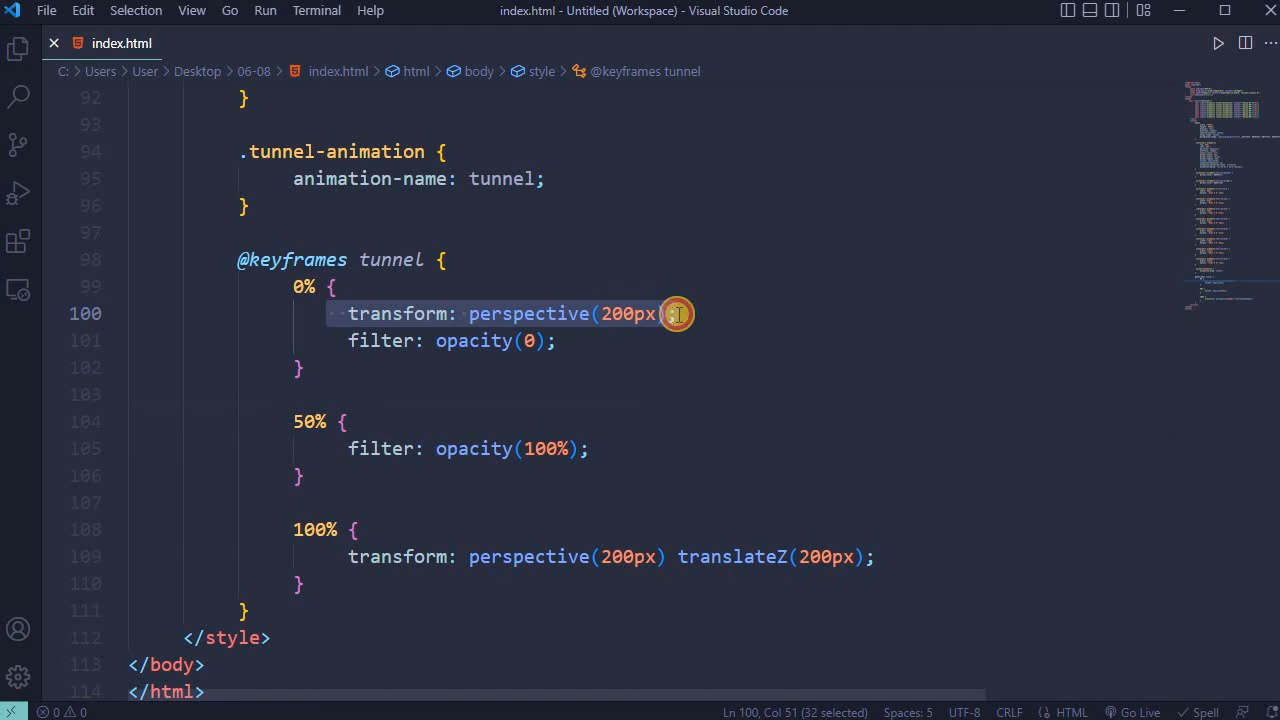 File Edit Selection View Go Run Terminal Help index.html - Untitled (Workspace) - Visual Studio Code
index.html
C: > Users > User > Desktop > 06-08 > index.html > html > body > style > @keyframes tunnel
92 }
93
94 .tunnel-animation {
95 animation-name: tunnel;
96 }
97
98 @keyframes tunnel {
99 0% {
100 transform: perspective(200px);
101 filter: opacity(0);
102 }
103
104 50% {
105 filter: opacity(100%);
106 }
107
108 100% {
109 transform: perspective(200px) translateZ(200px);
110 }
111 }
112 </style>
113 </body>
114 </html>
0 0 Ln 100, Col 51 (32 selected) Spaces: 5 UTF-8 CRLF HTML Go Live Spell